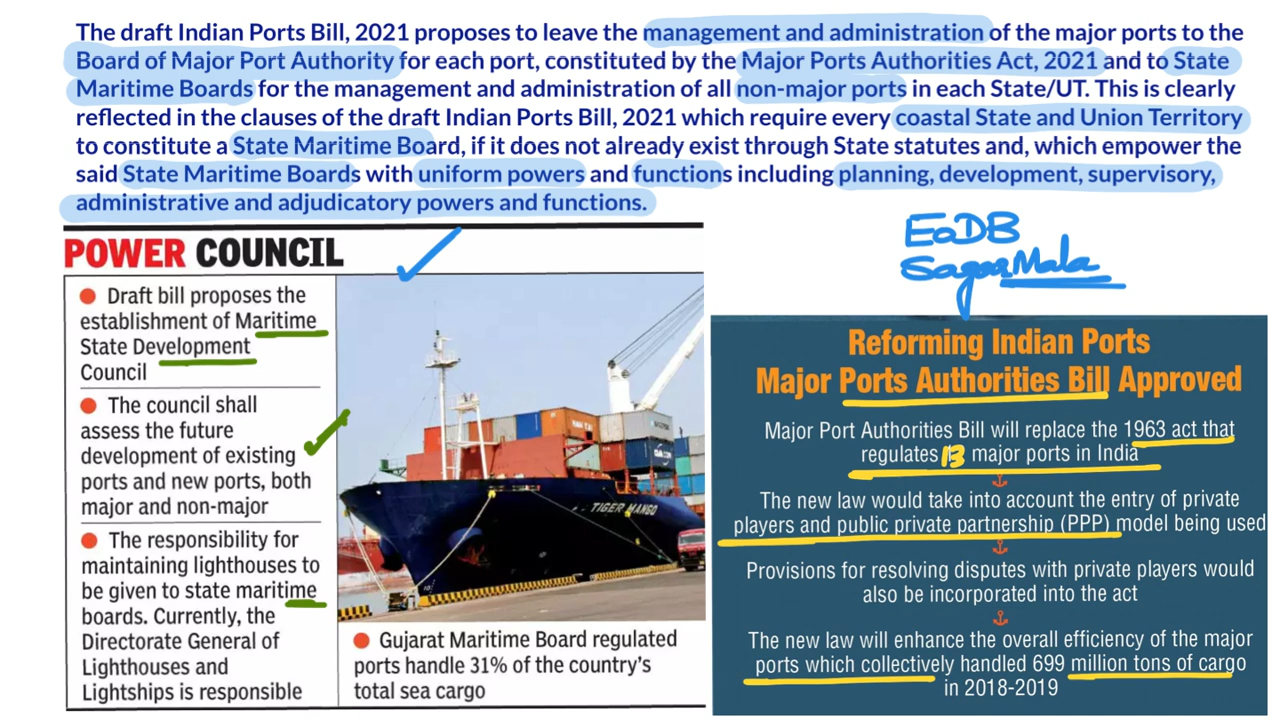 The draft Indian Ports Bill, 2021 proposes to leave the management and administration of the major ports to the
Board of Major Port Authority for each port, constituted by the Major Ports Authorities Act, 2021 and to State
Maritime Boards for the management and administration of all non-major ports in each State/UT. This is clearly
reflected in the clauses of the draft Indian Ports Bill, 2021 which require every coastal State and Union Territory
to constitute a State Maritime Board, if it does not already exist through State statutes and, which empower the
said State Maritime Boards with uniform powers and functions including planning, development, supervisory,
administrative and adjudicatory powers and functions.
EoDB
SagarMala
POWER COUNCIL
Draft bill proposes the
establishment of Maritime
State Development
Council
The council shall
assess the future
development of existing
ports and new ports, both
major and non-major
The responsibility for
maintaining lighthouses to
be given to state maritime
boards. Currently, the
Directorate General of
Lighthouses and
Lightships is responsible
TIGER MANGO
Gujarat Maritime Board regulated
ports handle 31% of the country's
total sea cargo
Reforming Indian Ports
Major Ports Authorities Bill Approved
Major Port Authorities Bill will replace the 1963 act that
regulates 13 major ports in India
The new law would take into account the entry of private
players and public private partnership (PPP) model being used
Provisions for resolving disputes with private players would
also be incorporated into the act
The new law will enhance the overall efficiency of the major
ports which collectively handled 699 million tons of cargo
in 2018-2019